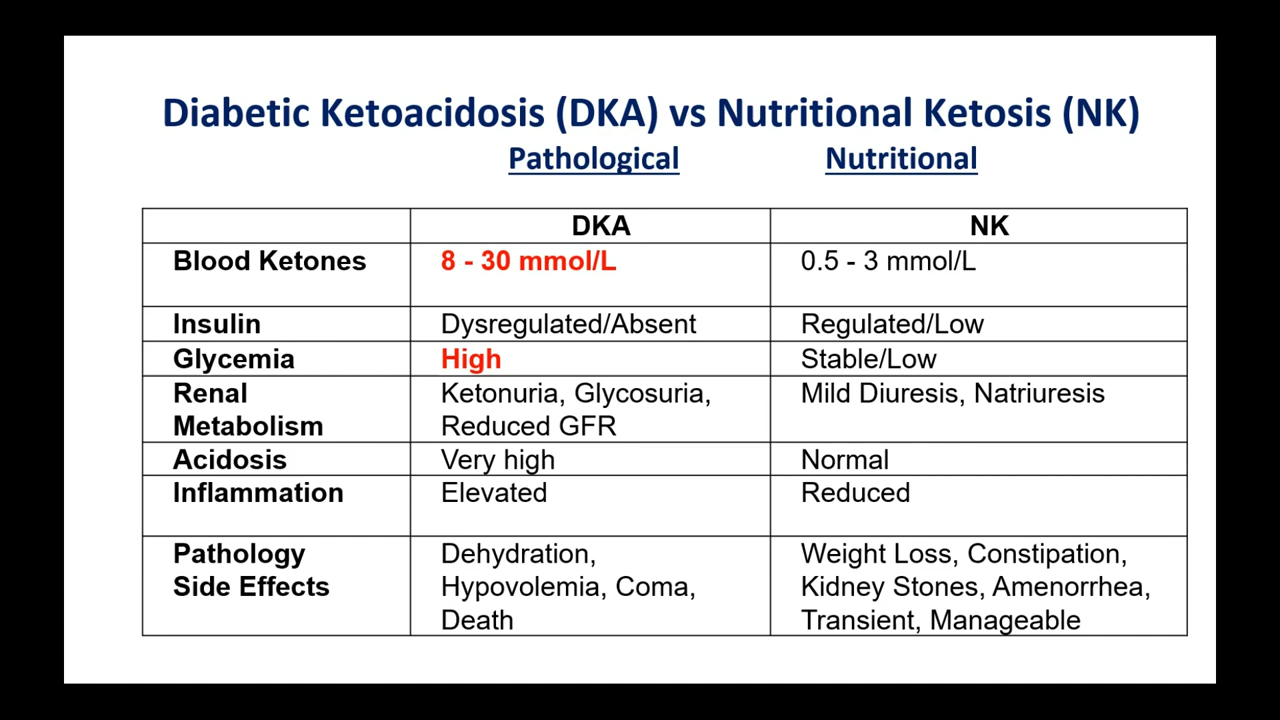 Diabetic Ketoacidosis (DKA) vs Nutritional Ketosis (NK)
Pathological Nutritional
DKA NK
Blood Ketones 8 - 30 mmol/L 0.5 - 3 mmol/L
Insulin Dysregulated/Absent Regulated/Low
Glycemia High Stable/Low
Renal Ketonuria, Glycosuria, Mild Diuresis, Natriuresis
Metabolism Reduced GFR
Acidosis Very high Normal
Inflammation Elevated Reduced
Pathology Dehydration, Weight Loss, Constipation,
Side Effects Hypovolemia, Coma, Kidney Stones, Amenorrhea,
Death Transient, Manageable